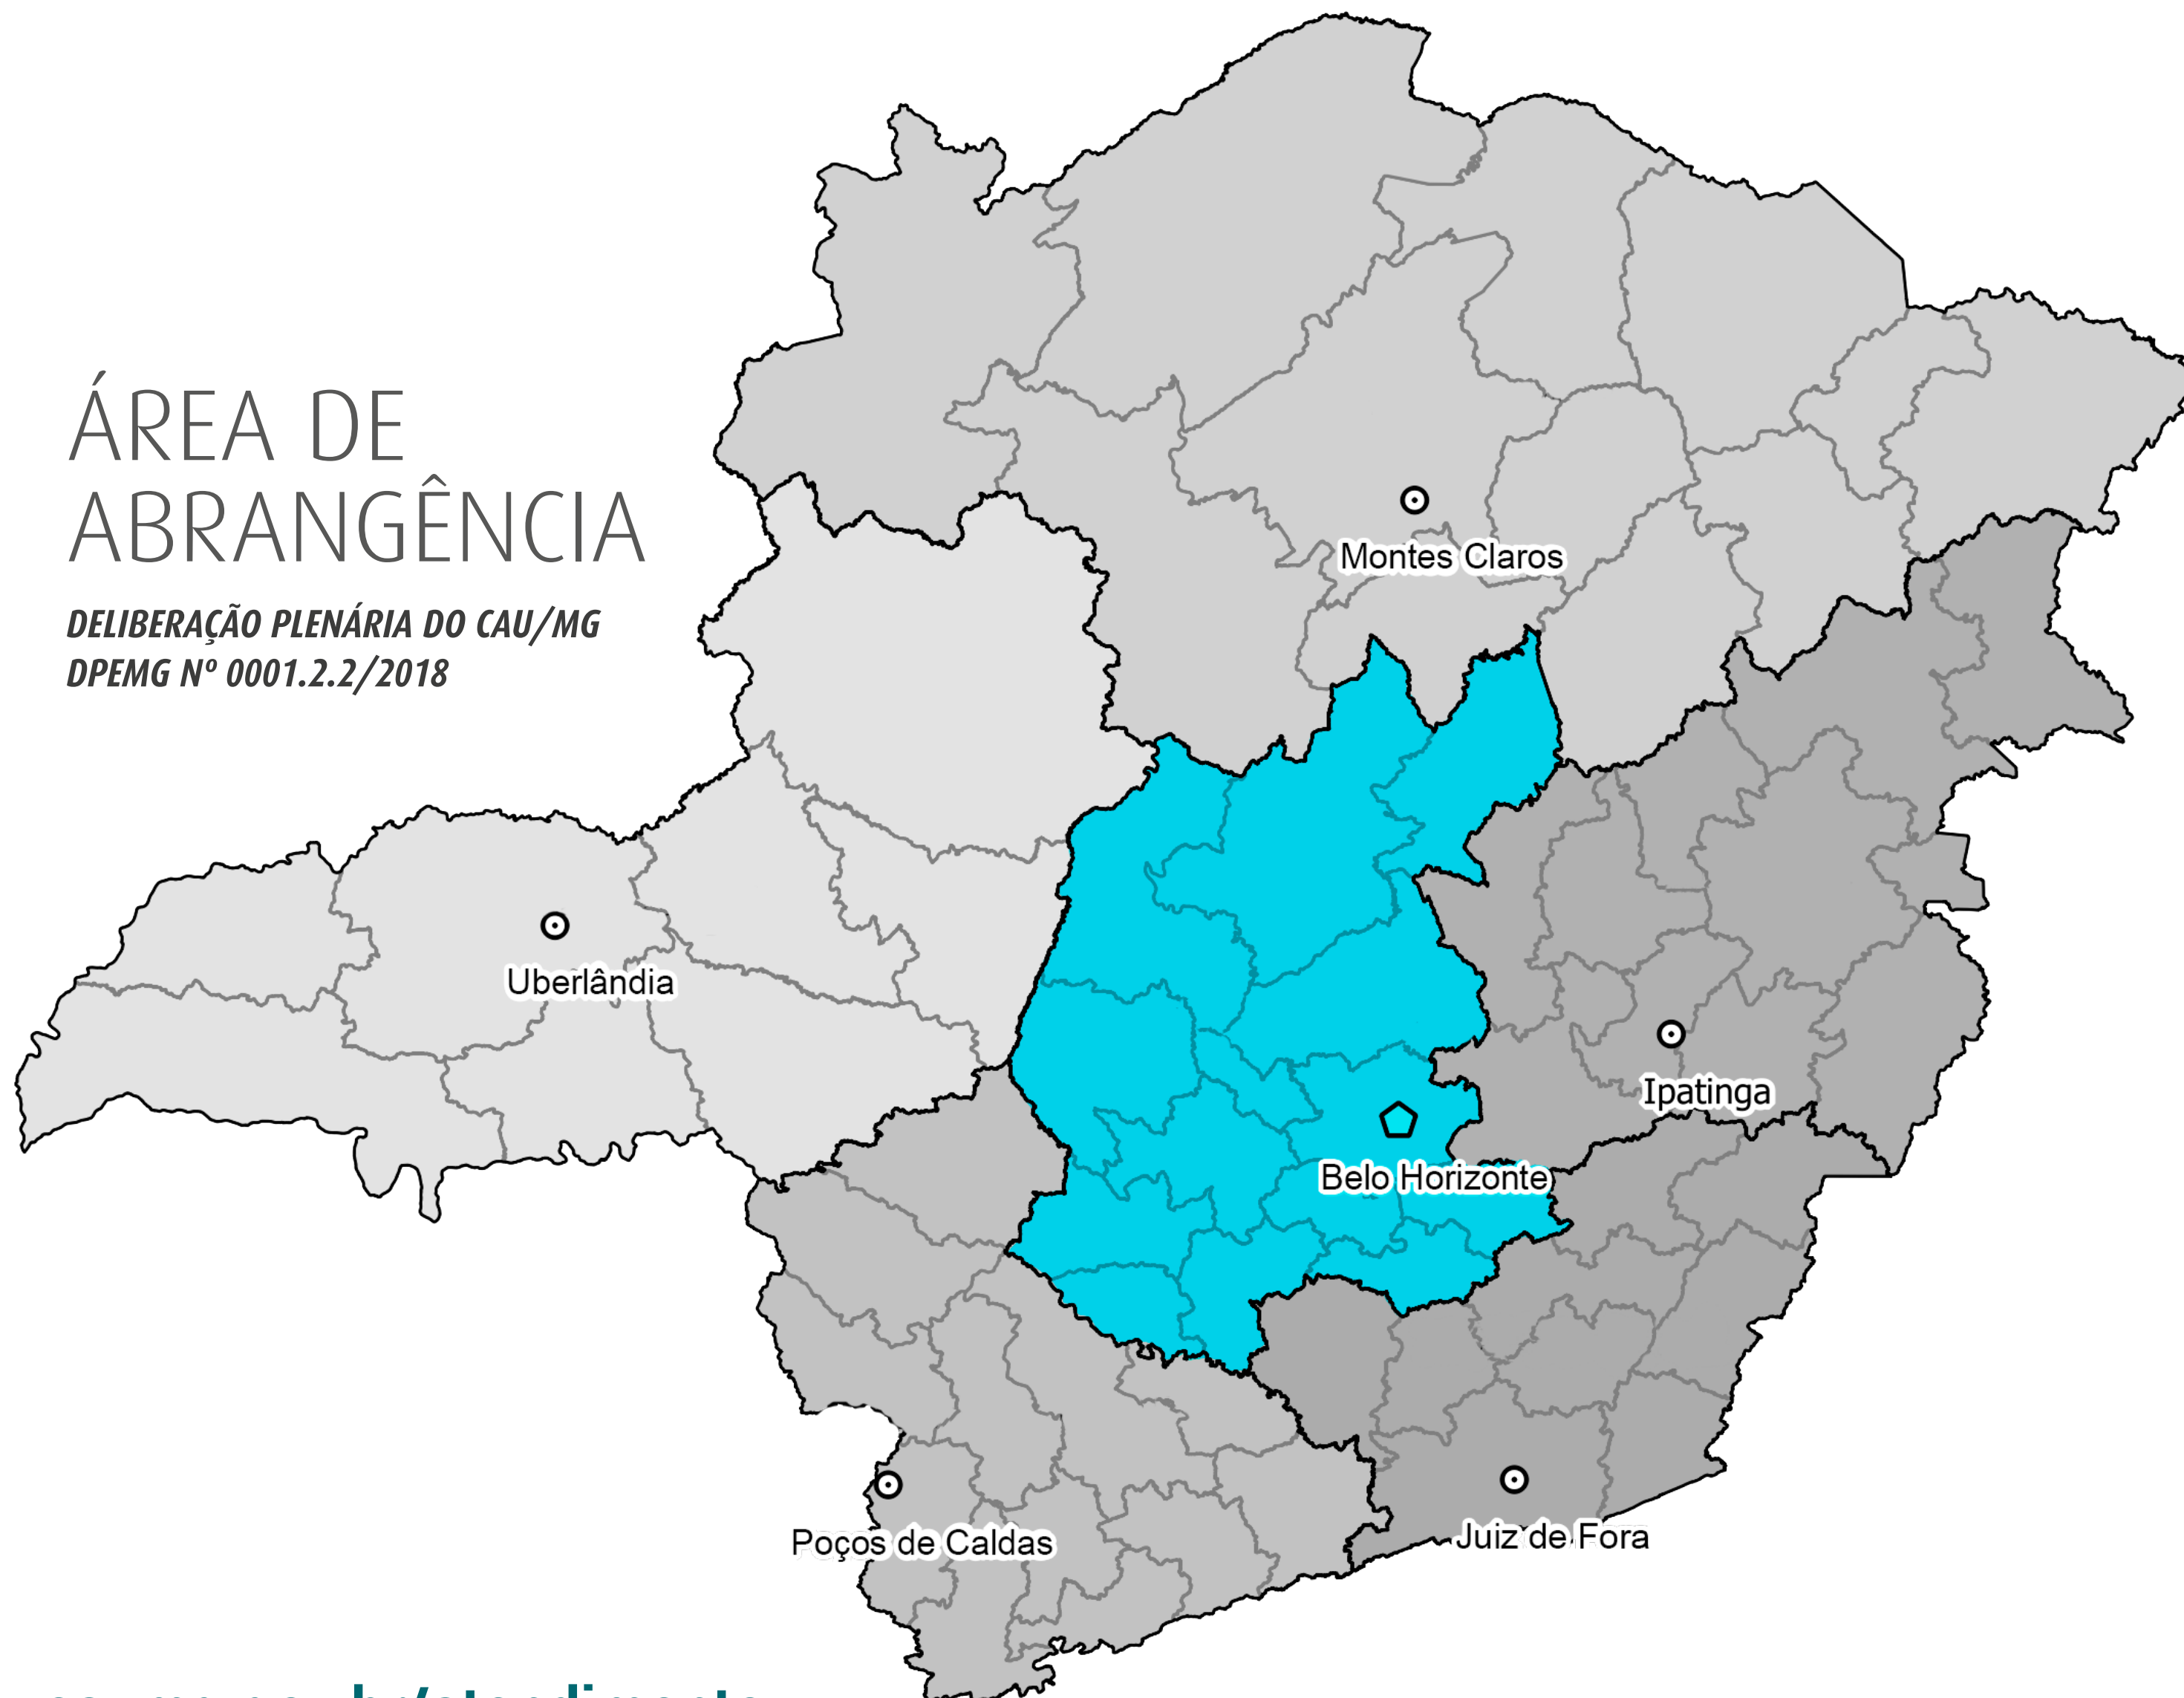 ÁREA DE
ABRANGÊNCIA
DELIBERAÇÃO PLENÁRIA DO CAU/MG
DPEMG Nº 0001.2.2/2018
Montes Claros
Uberlândia
Ipatinga
Belo Horizonte
Poços de Caldas
Juiz de Fora